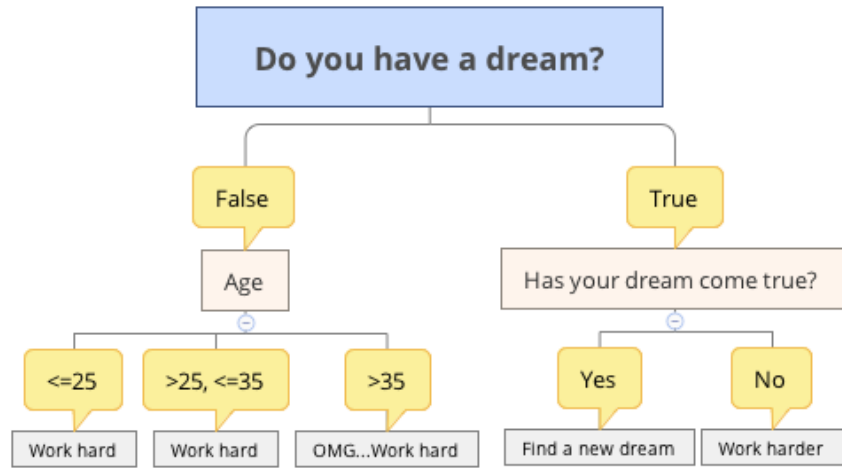 Do you have a dream?
False
True
Age
Has your dream come true?
<=25
>25, <=35
>35
Yes
No
Work hard
Work hard
OMG...Work hard
Find a new dream
Work harder